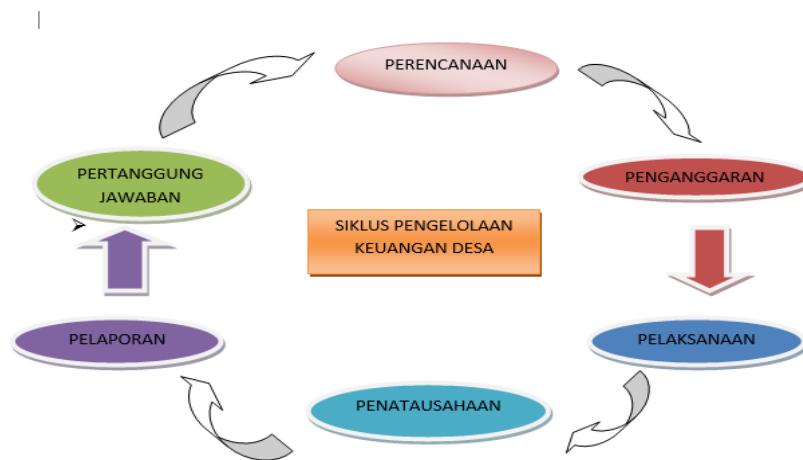 PERENCANAAN
PENGANGGARAN
PELAKSANAAN
PENATAUSAHAAN
PELAPORAN
PERTANGGUNG
JAWABAN
SIKLUS PENGELOLAAN
KEUANGAN DESA